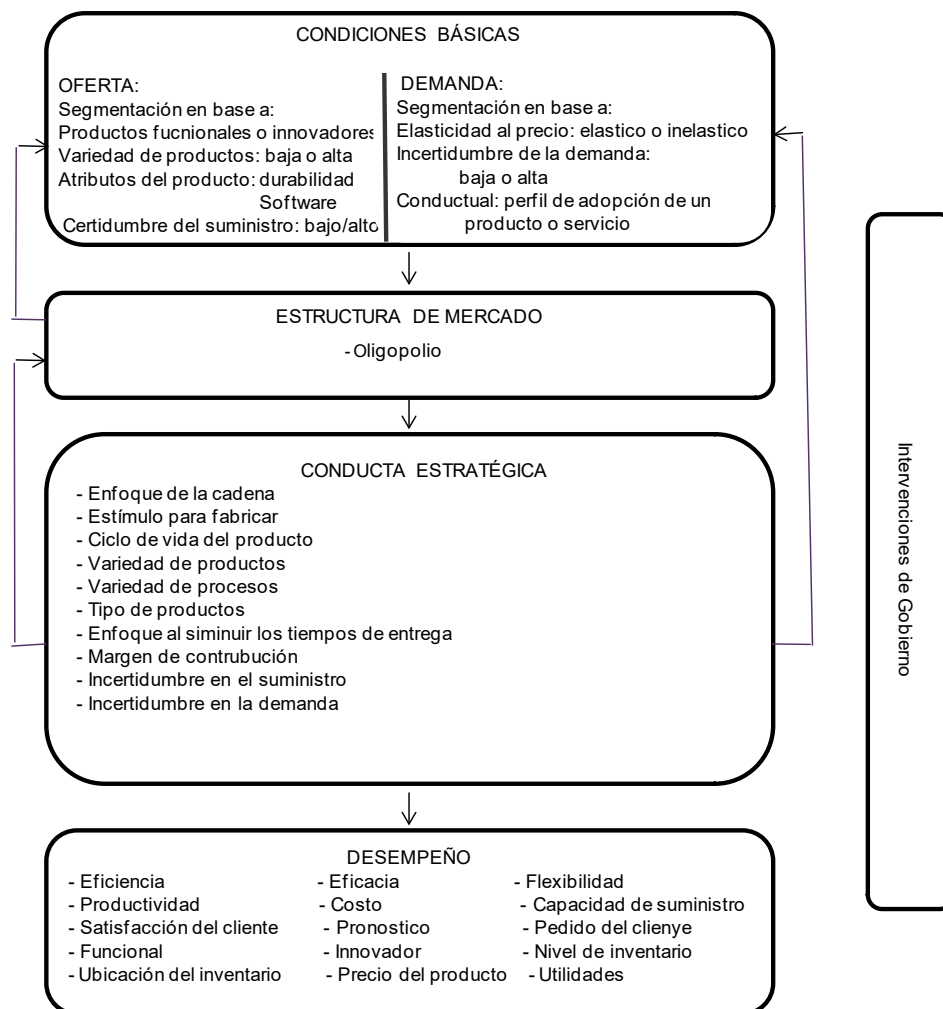 CONDICIONES BÁSICAS
OFERTA:
Segmentación en base a:
Productos fucnionales o innovadores
Variedad de productos: baja o alta
Atributos del producto: durabilidad
Software
Certidumbre del suministro: bajo/alto
DEMANDA:
Segmentación en base a:
Elasticidad al precio: elastico o inelastico
Incertidumbre de la demanda:
baja o alta
Conductual: perfil de adopción de un
producto o servicio
ESTRUCTURA DE MERCADO
- Oligopolio
CONDUCTA ESTRATÉGICA
- Enfoque de la cadena
- Estímulo para fabricar
- Ciclo de vida del producto
- Variedad de productos
- Variedad de procesos
- Tipo de productos
- Enfoque al siminuir los tiempos de entrega
- Margen de contrubución
- Incertidumbre en el suministro
- Incertidumbre en la demanda
DESEMPEÑO
- Eficiencia - Eficacia - Flexibilidad
- Productividad - Costo - Capacidad de suministro
- Satisfacción del cliente - Pronostico - Pedido del clienye
- Funcional - Innovador - Nivel de inventario
- Ubicación del inventario - Precio del producto - Utilidades
Intervenciones de Gobierno